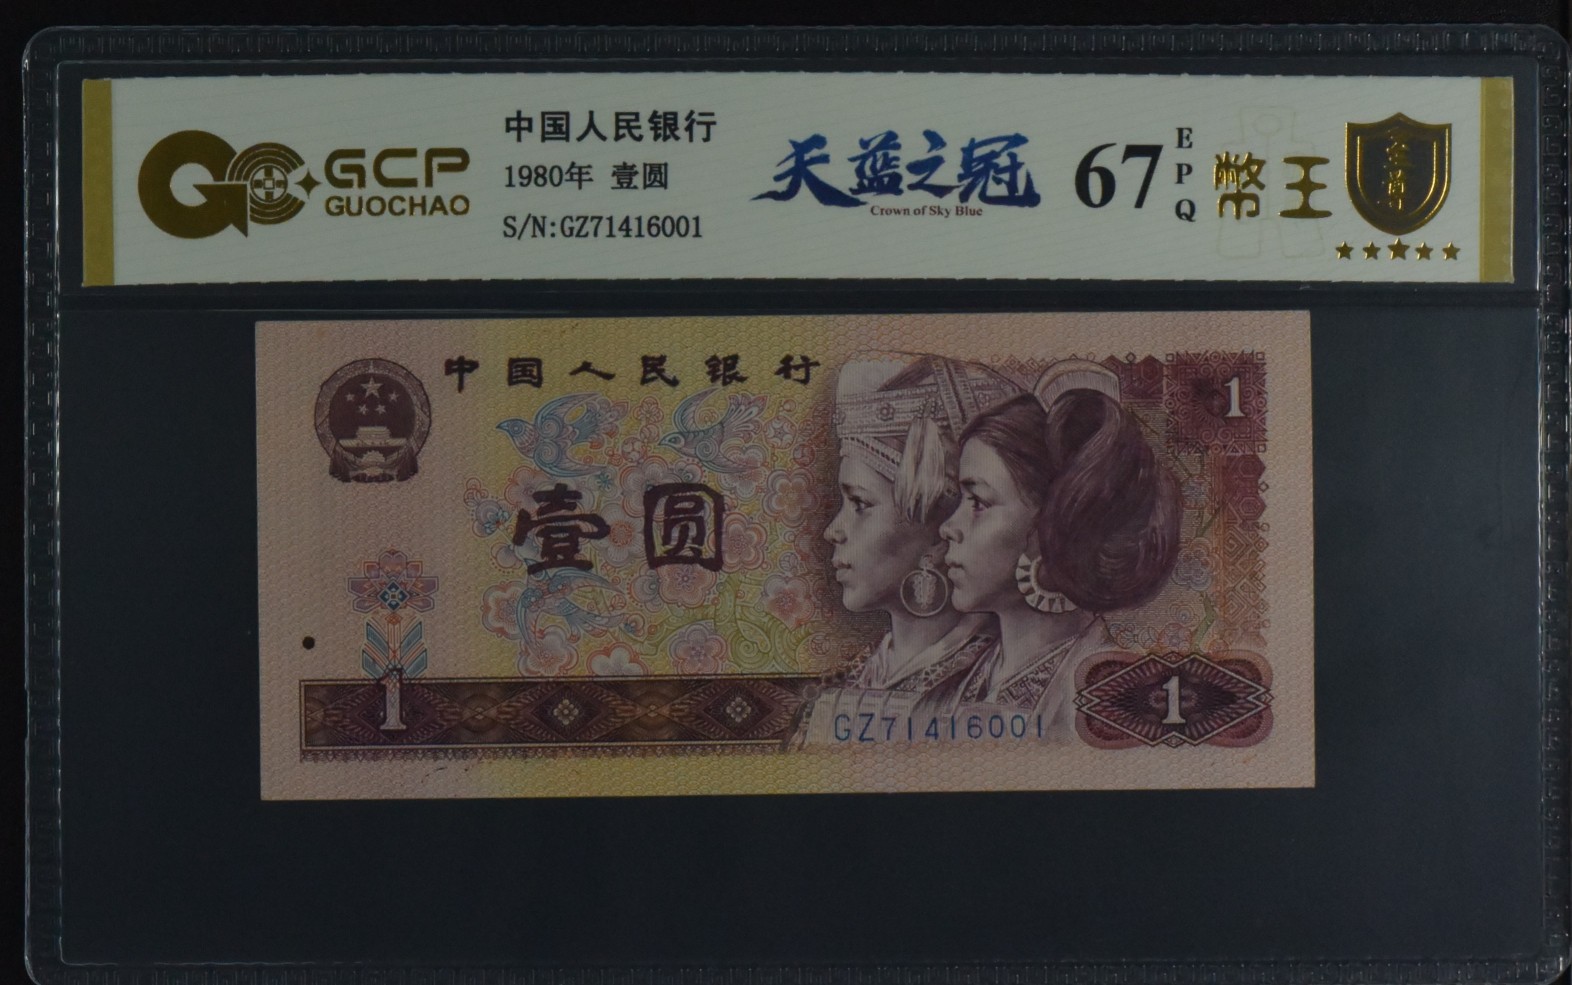 GCP
GUOCHAO
中国人民银行
1980年 壹圆
S/N:GZ71416001
天蓝之冠
Crown of Sky Blue
67
EPQ
幣王
中国人民银行
1
壹圆
1
GZ71416001
1